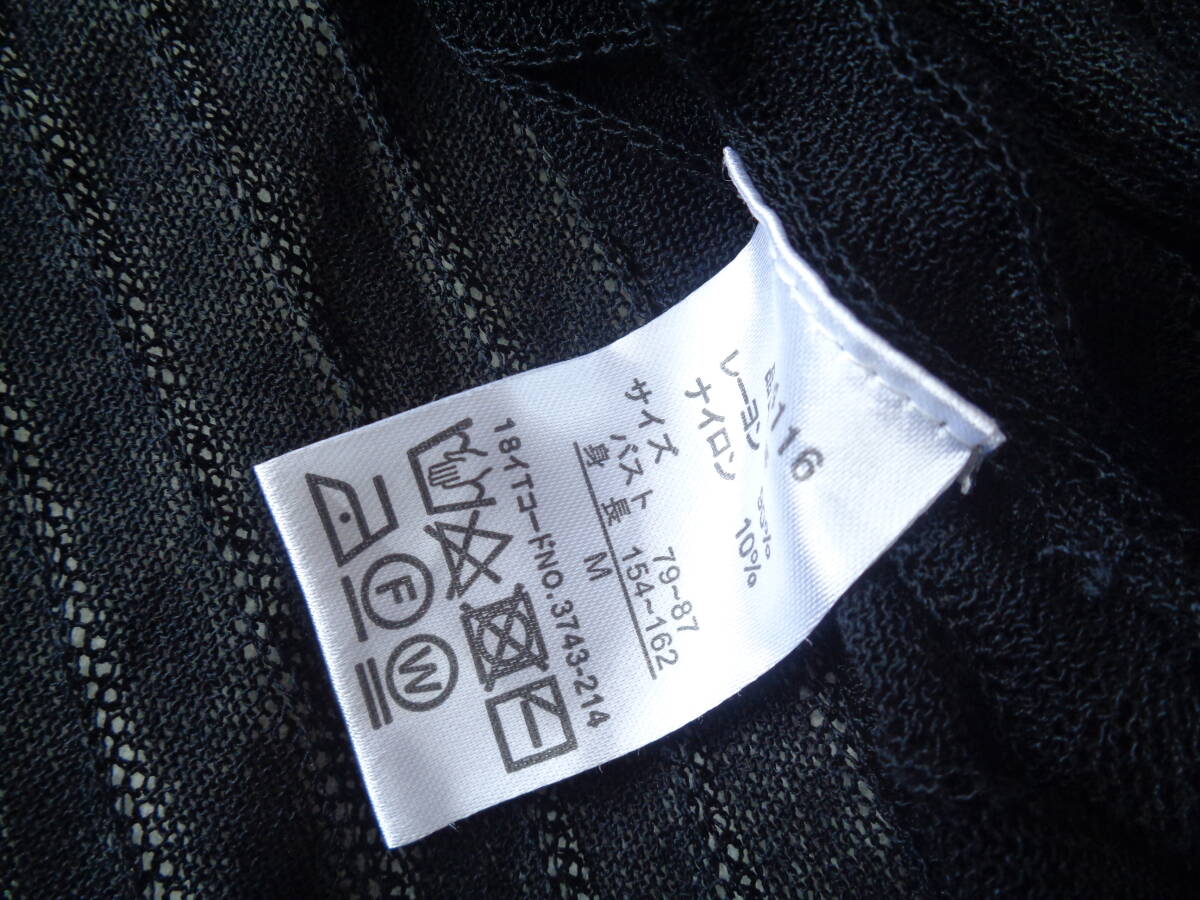 116
レーヨン
ナイロン 10%
サイズ
バスト 79~87
身 長 154~162
M
18イTコードNO.3743-214
F W